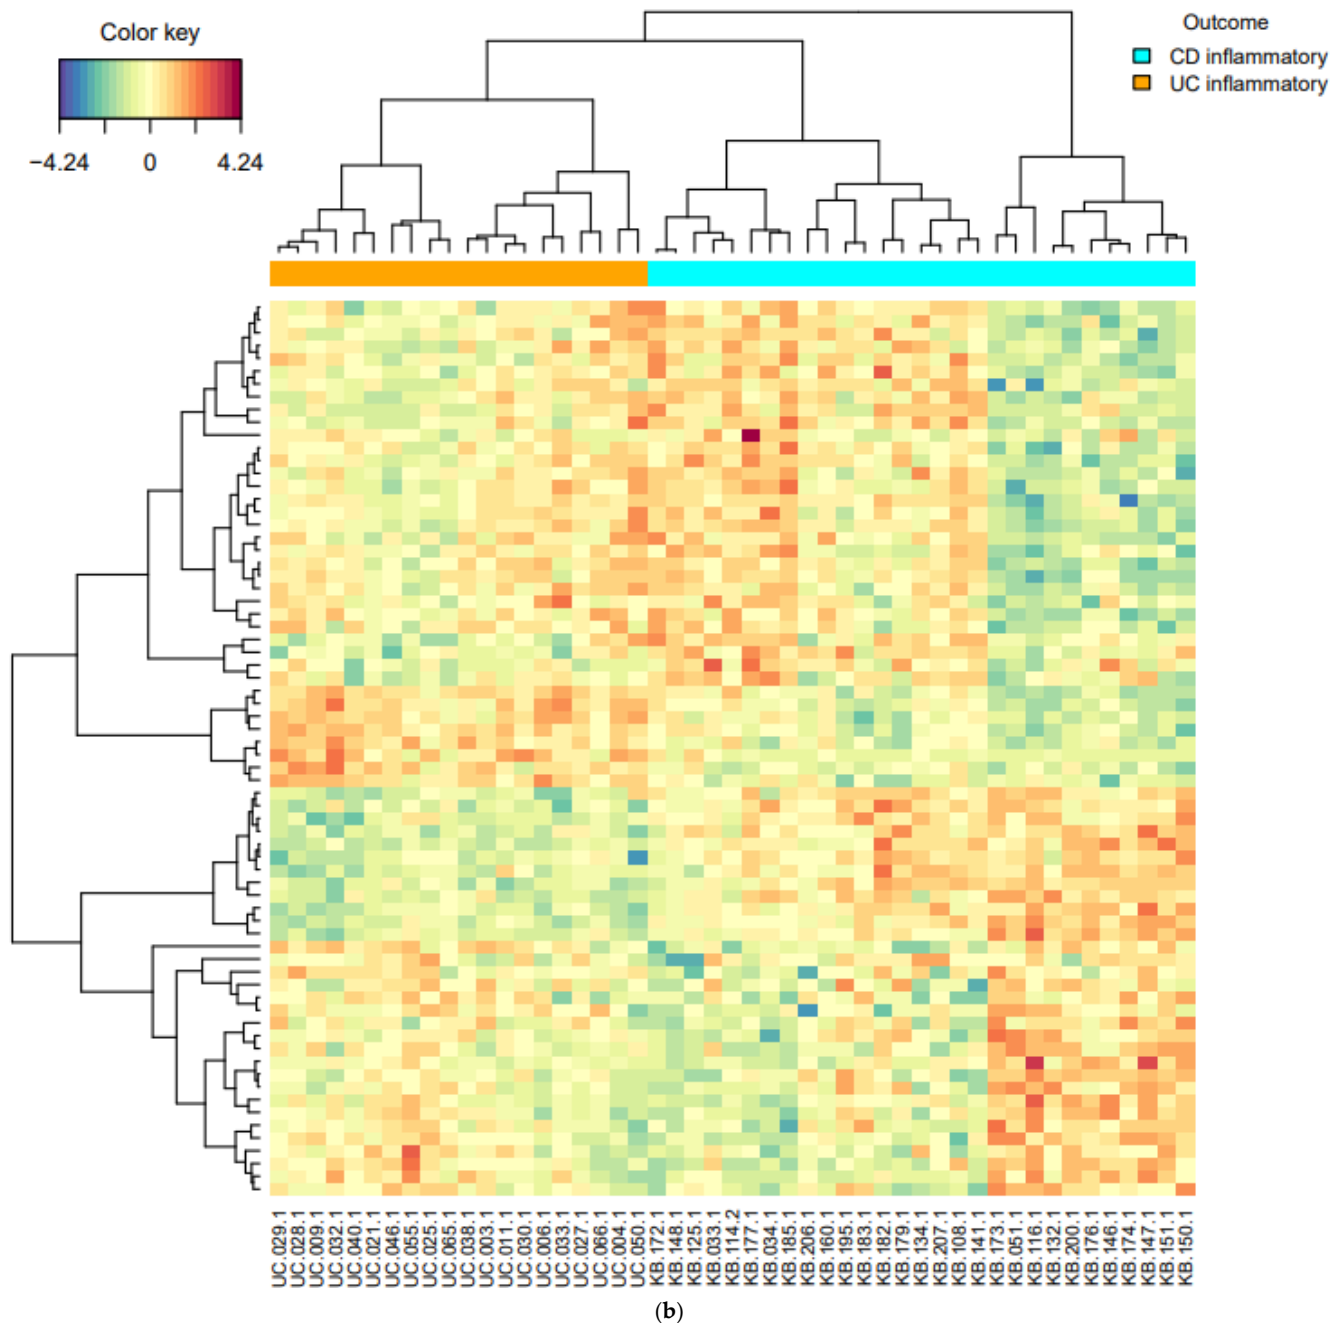 Color key
−4.24 0 4.24
Outcome
CD inflammatory
UC inflammatory
UC.029.1
UC.028.1
UC.009.1
UC.032.1
UC.040.1
UC.021.1
UC.046.1
UC.055.1
UC.025.1
UC.065.1
UC.038.1
UC.003.1
UC.011.1
UC.030.1
UC.006.1
UC.033.1
UC.027.1
UC.066.1
UC.004.1
UC.050.1
KB.172.1
KB.148.1
KB.125.1
KB.033.1
KB.114.2
KB.177.1
KB.034.1
KB.185.1
KB.206.1
KB.160.1
KB.195.1
KB.183.1
KB.182.1
KB.179.1
KB.134.1
KB.207.1
KB.108.1
KB.141.1
KB.173.1
KB.051.1
KB.116.1
KB.132.1
KB.200.1
KB.176.1
KB.146.1
KB.174.1
KB.147.1
KB.151.1
KB.150.1
(b)